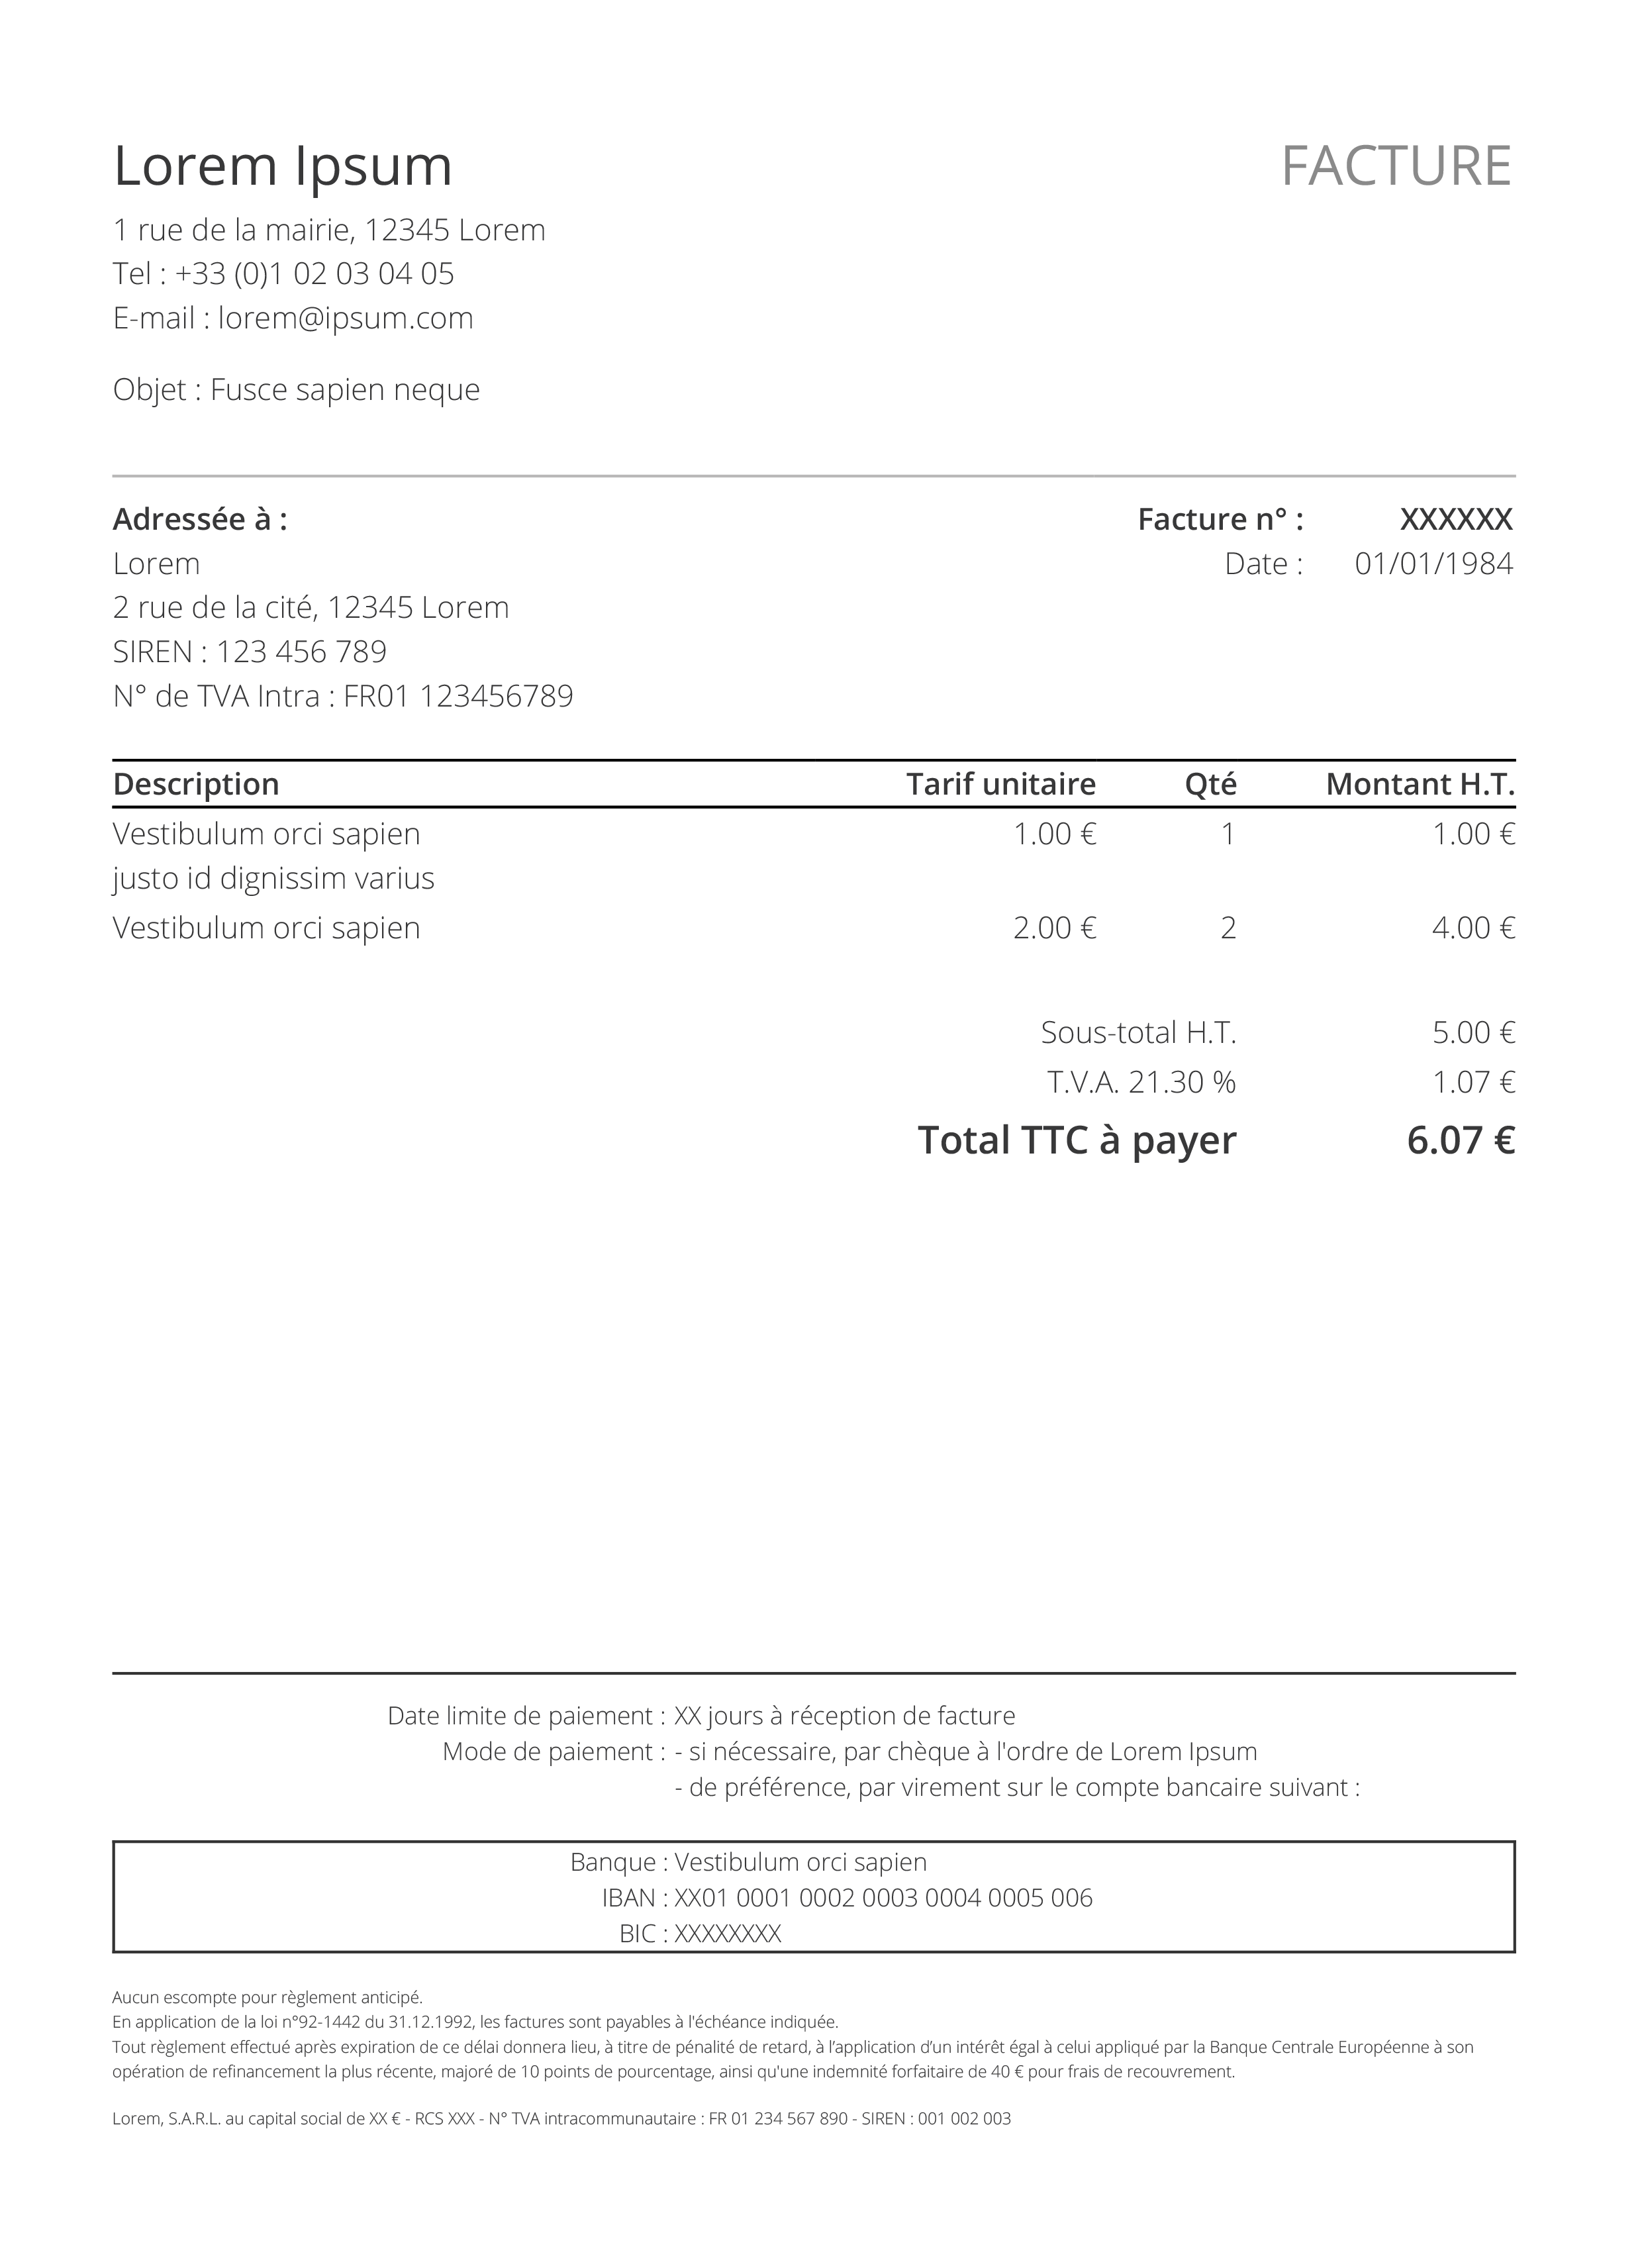 Lorem Ipsum FACTURE
1 rue de la mairie, 12345 Lorem
Tel : +33 (0)1 02 03 04 05
E-mail : lorem@ipsum.com
Objet : Fusce sapien neque
Adressée à : Facture n° : XXXXXX
Lorem Date : 01/01/1984
2 rue de la cité, 12345 Lorem
SIREN : 123 456 789
N° de TVA Intra : FR01 123456789
Description Tarif unitaire Qté Montant H.T.
Vestibulum orci sapien 1.00 € 1 1.00 €
justo id dignissim varius
Vestibulum orci sapien 2.00 € 2 4.00 €
Sous-total H.T. 5.00 €
T.V.A. 21.30 % 1.07 €
Total TTC à payer 6.07 €
Date limite de paiement : XX jours à réception de facture
Mode de paiement : - si nécessaire, par chèque à l'ordre de Lorem Ipsum
- de préférence, par virement sur le compte bancaire suivant :
Banque : Vestibulum orci sapien
IBAN : XX01 0001 0002 0003 0004 0005 006
BIC : XXXXXXXX
Aucun escompte pour règlement anticipé.
En application de la loi n°92-1442 du 31.12.1992, les factures sont payables à l'échéance indiquée.
Tout règlement effectué après expiration de ce délai donnera lieu, à titre de pénalité de retard, à l’application d’un intérêt égal à celui appliqué par la Banque Centrale Européenne à son
opération de refinancement la plus récente, majoré de 10 points de pourcentage, ainsi qu'une indemnité forfaitaire de 40 € pour frais de recouvrement.
Lorem, S.A.R.L. au capital social de XX € - RCS XXX - N° TVA intracommunautaire : FR 01 234 567 890 - SIREN : 001 002 003